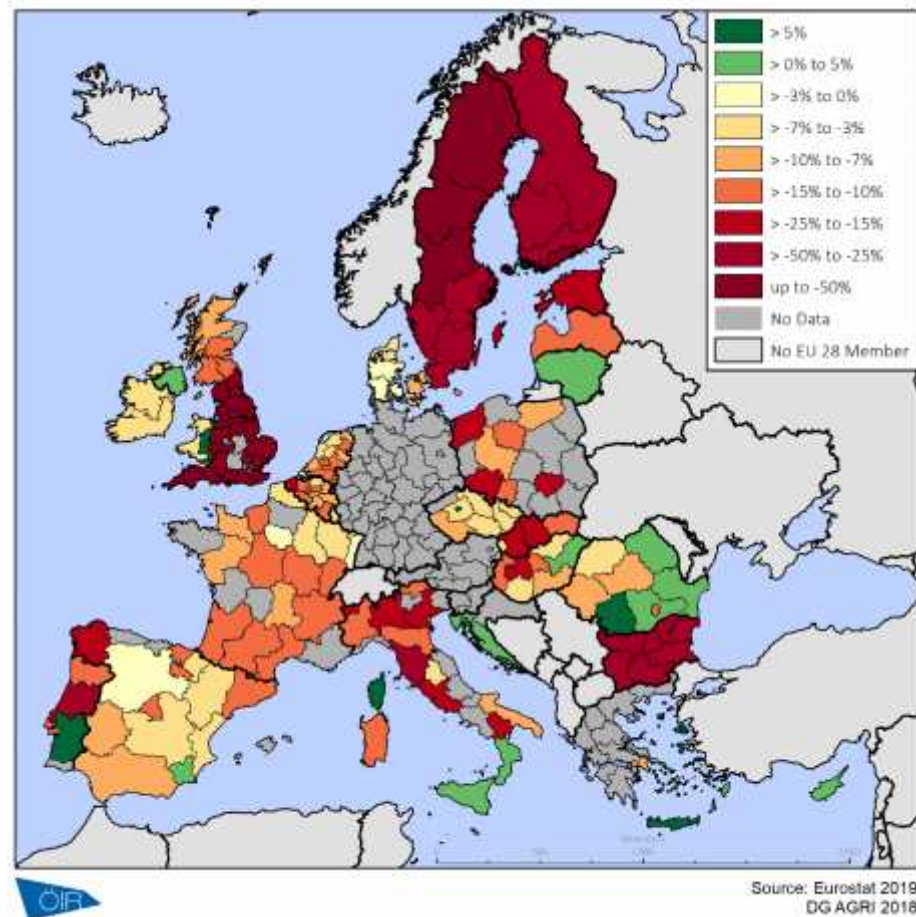 > 5%
> 0% to 5%
> -3% to 0%
> -7% to -3%
> -10% to -7%
> -15% to -10%
> -25% to -15%
> -50% to -25%
up to -50%
No Data
No EU 28 Member
ÖIR
Source: Eurostat 2019
DG AGRI 2018